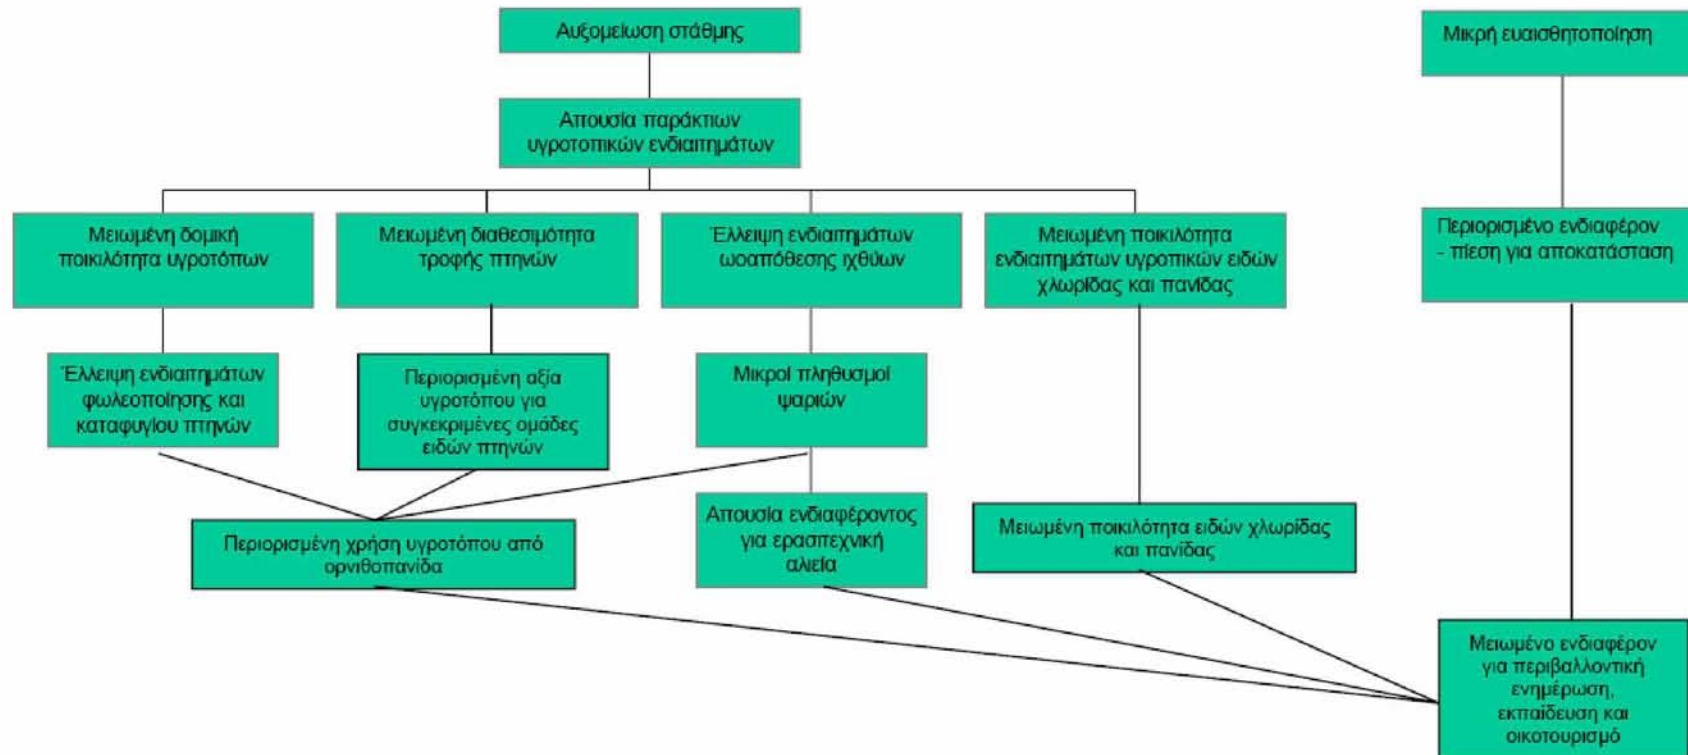 Αυξομείωση στάθμης
Μικρή ευαισθητοποίηση
Απουσία παράκτιων
υγροτοπικών ενδιαιτημάτων
Μειωμένη δομική
ποικιλότητα υγροτόπων
Μειωμένη διαθεσιμότητα
τροφής πτηνών
Έλλειψη ενδιαιτημάτων
ωοαπόθεσης ιχθύων
Μειωμένη ποικιλότητα
ενδιαιτημάτων υγροπικών ειδών
χλωρίδας και πανίδας
Περιορισμένο ενδιαφέρον
- πίεση για αποκατάσταση
Έλλειψη ενδιαιτημάτων
φωλεοποίησης και
καταφυγίου πτηνών
Περιορισμένη αξία
υγροτόπου για
συγκεκριμένες ομάδες
ειδών πτηνών
Μικροί πληθυσμοί
ψαριών
Περιορισμένη χρήση υγροτόπου από
ορνιθοπανίδα
Απουσία ενδιαφέροντος
για ερασιτεχνική
αλιεία
Μειωμένη ποικιλότητα ειδών χλωρίδας
και πανίδας
Μειωμένο ενδιαφέρον
για περιβαλλοντική
ενημέρωση,
εκπαίδευση και
οικοτουρισμό